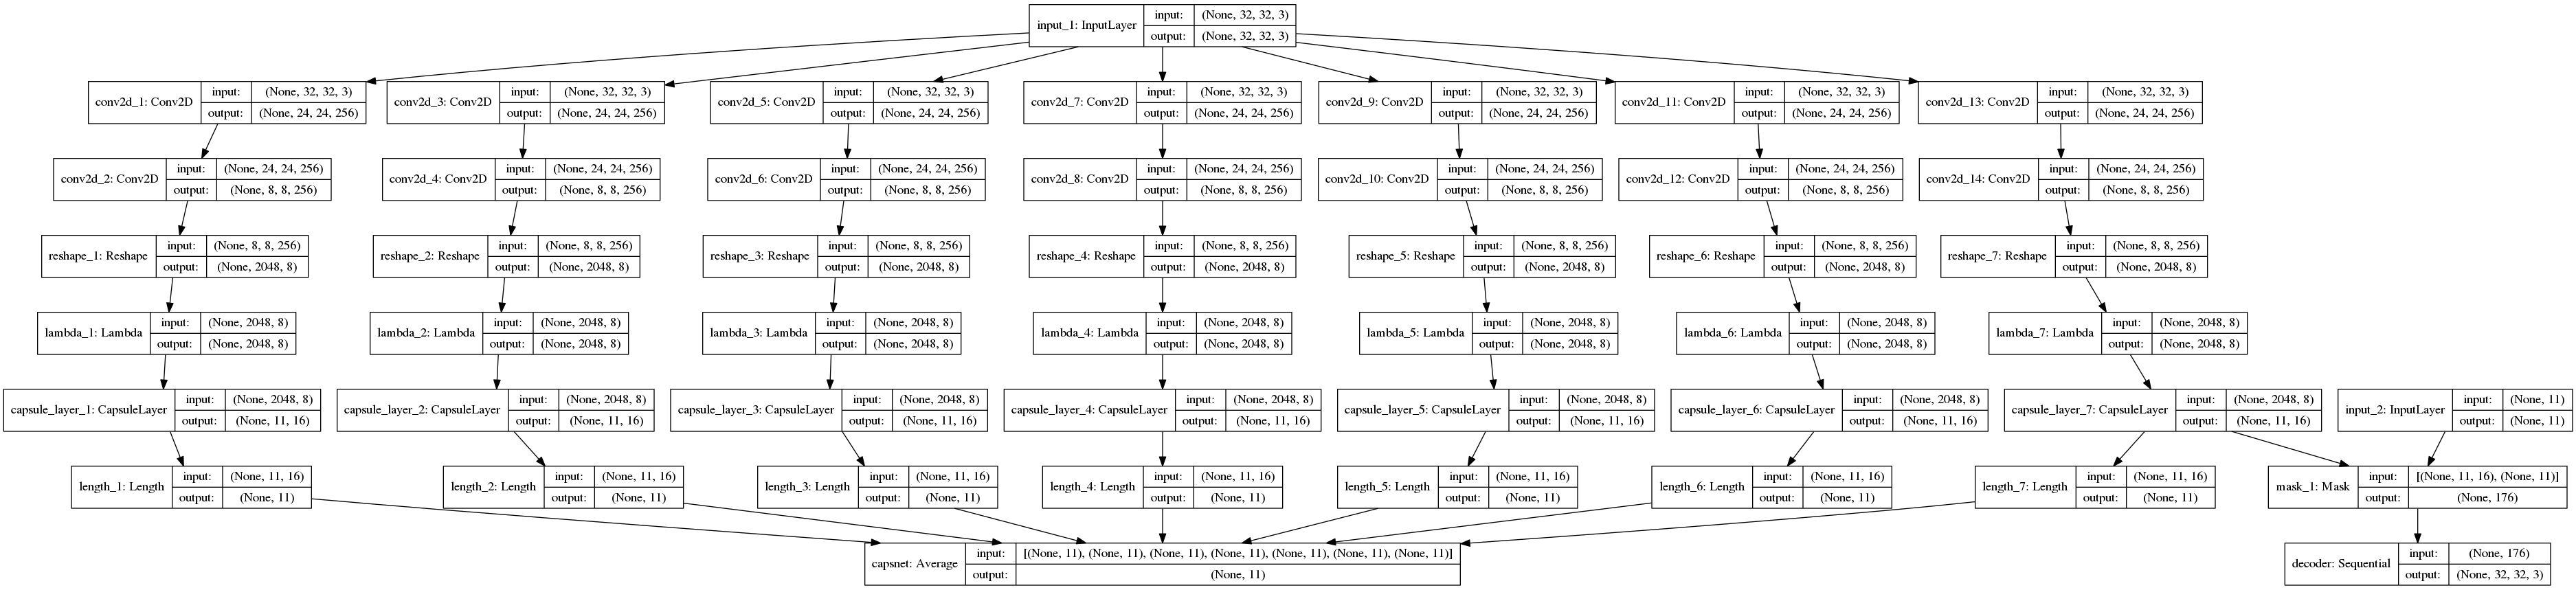 input_1: InputLayer input: (None, 32, 32, 3)
output: (None, 32, 32, 3)
conv2d_1: Conv2D input: (None, 32, 32, 3)
output: (None, 24, 24, 256)
conv2d_3: Conv2D input: (None, 32, 32, 3)
output: (None, 24, 24, 256)
conv2d_5: Conv2D input: (None, 32, 32, 3)
output: (None, 24, 24, 256)
conv2d_7: Conv2D input: (None, 32, 32, 3)
output: (None, 24, 24, 256)
conv2d_9: Conv2D input: (None, 32, 32, 3)
output: (None, 24, 24, 256)
conv2d_11: Conv2D input: (None, 32, 32, 3)
output: (None, 24, 24, 256)
conv2d_13: Conv2D input: (None, 32, 32, 3)
output: (None, 24, 24, 256)
conv2d_2: Conv2D input: (None, 24, 24, 256)
output: (None, 8, 8, 256)
conv2d_4: Conv2D input: (None, 24, 24, 256)
output: (None, 8, 8, 256)
conv2d_6: Conv2D input: (None, 24, 24, 256)
output: (None, 8, 8, 256)
conv2d_8: Conv2D input: (None, 24, 24, 256)
output: (None, 8, 8, 256)
conv2d_10: Conv2D input: (None, 24, 24, 256)
output: (None, 8, 8, 256)
conv2d_12: Conv2D input: (None, 24, 24, 256)
output: (None, 8, 8, 256)
conv2d_14: Conv2D input: (None, 24, 24, 256)
output: (None, 8, 8, 256)
reshape_1: Reshape input: (None, 8, 8, 256)
output: (None, 2048, 8)
reshape_2: Reshape input: (None, 8, 8, 256)
output: (None, 2048, 8)
reshape_3: Reshape input: (None, 8, 8, 256)
output: (None, 2048, 8)
reshape_4: Reshape input: (None, 8, 8, 256)
output: (None, 2048, 8)
reshape_5: Reshape input: (None, 8, 8, 256)
output: (None, 2048, 8)
reshape_6: Reshape input: (None, 8, 8, 256)
output: (None, 2048, 8)
reshape_7: Reshape input: (None, 8, 8, 256)
output: (None, 2048, 8)
lambda_1: Lambda input: (None, 2048, 8)
output: (None, 2048, 8)
lambda_2: Lambda input: (None, 2048, 8)
output: (None, 2048, 8)
lambda_3: Lambda input: (None, 2048, 8)
output: (None, 2048, 8)
lambda_4: Lambda input: (None, 2048, 8)
output: (None, 2048, 8)
lambda_5: Lambda input: (None, 2048, 8)
output: (None, 2048, 8)
lambda_6: Lambda input: (None, 2048, 8)
output: (None, 2048, 8)
lambda_7: Lambda input: (None, 2048, 8)
output: (None, 2048, 8)
capsule_layer_1: CapsuleLayer input: (None, 2048, 8)
output: (None, 11, 16)
capsule_layer_2: CapsuleLayer input: (None, 2048, 8)
output: (None, 11, 16)
capsule_layer_3: CapsuleLayer input: (None, 2048, 8)
output: (None, 11, 16)
capsule_layer_4: CapsuleLayer input: (None, 2048, 8)
output: (None, 11, 16)
capsule_layer_5: CapsuleLayer input: (None, 2048, 8)
output: (None, 11, 16)
capsule_layer_6: CapsuleLayer input: (None, 2048, 8)
output: (None, 11, 16)
capsule_layer_7: CapsuleLayer input: (None, 2048, 8)
output: (None, 11, 16)
input_2: InputLayer input: (None, 11)
output: (None, 11)
length_1: Length input: (None, 11, 16)
output: (None, 11)
length_2: Length input: (None, 11, 16)
output: (None, 11)
length_3: Length input: (None, 11, 16)
output: (None, 11)
length_4: Length input: (None, 11, 16)
output: (None, 11)
length_5: Length input: (None, 11, 16)
output: (None, 11)
length_6: Length input: (None, 11, 16)
output: (None, 11)
length_7: Length input: (None, 11, 16)
output: (None, 11)
mask_1: Mask input: [(None, 11, 16), (None, 11)]
output: (None, 176)
capsnet: Average input: [(None, 11), (None, 11), (None, 11), (None, 11), (None, 11), (None, 11), (None, 11)]
output: (None, 11)
decoder: Sequential input: (None, 176)
output: (None, 32, 32, 3)